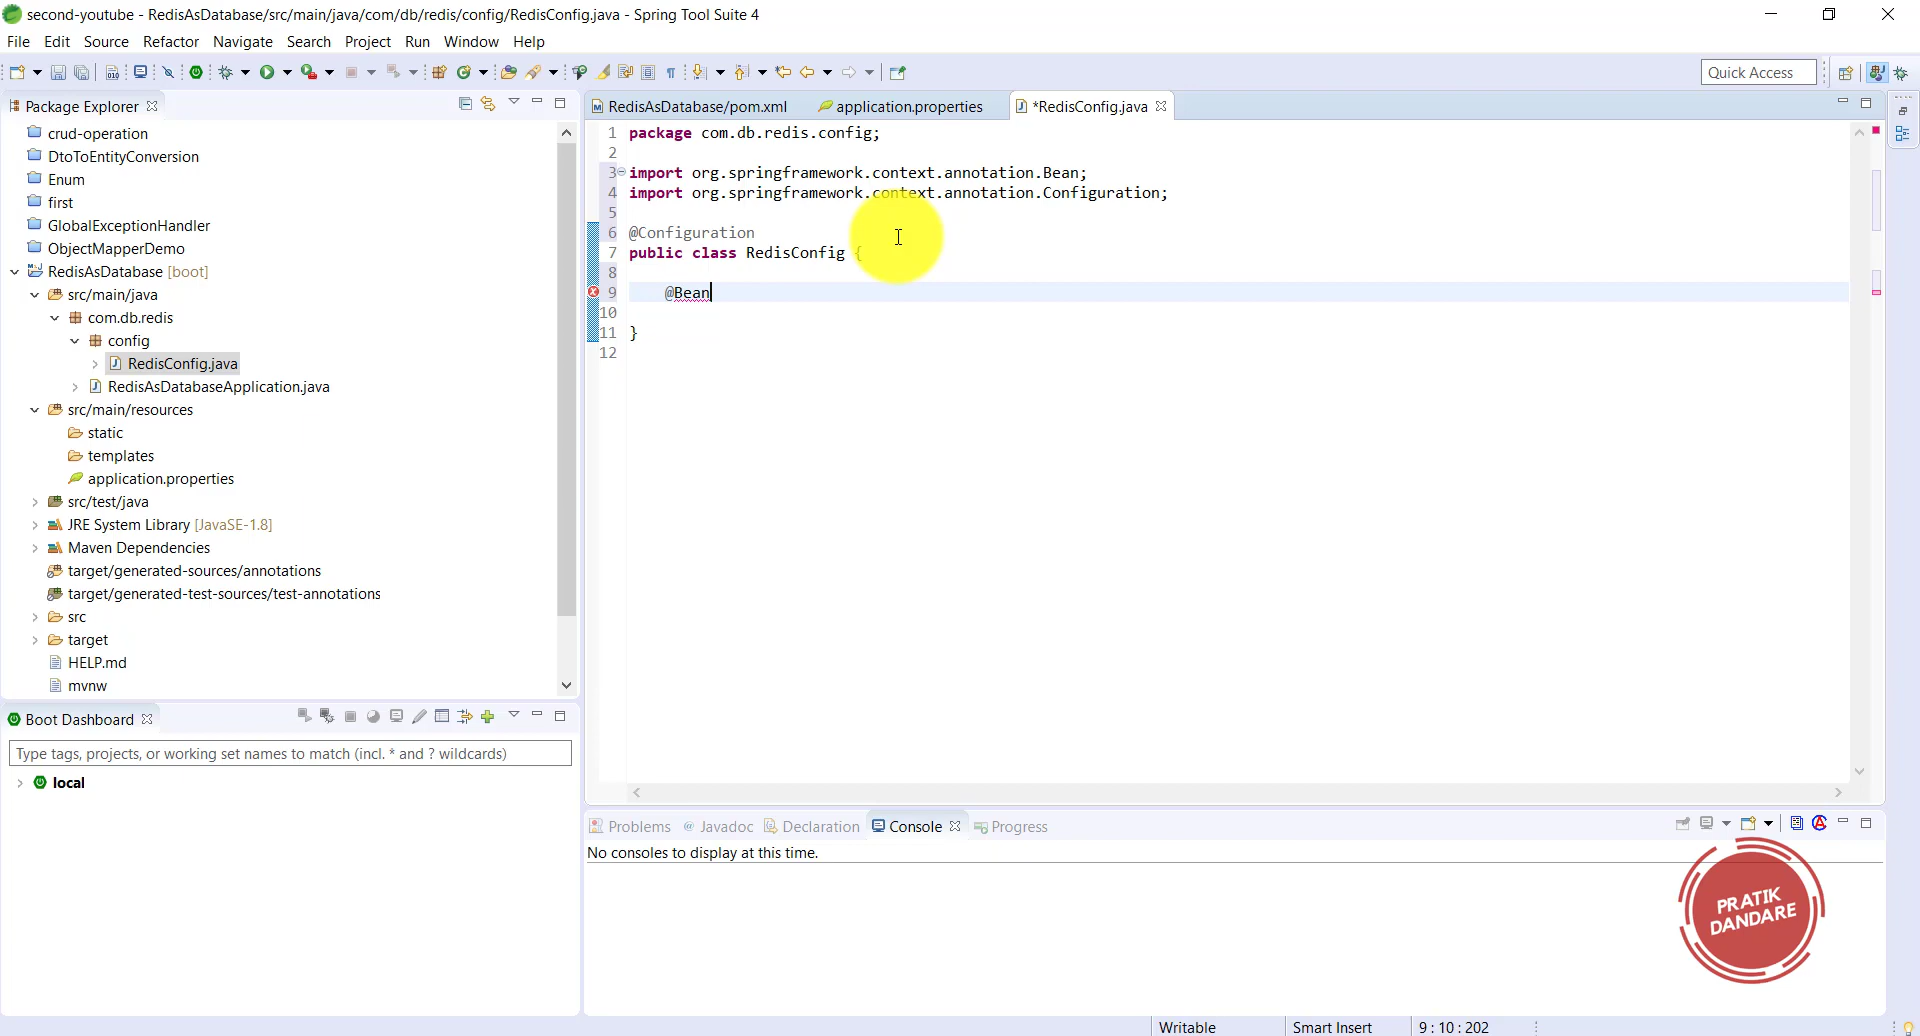 second-youtube - RedisAsDatabase/src/main/java/com/db/redis/config/RedisConfig.java - Spring Tool Suite 4
File Edit Source Refactor Navigate Search Project Run Window Help
Quick Access
Package Explorer
crud-operation
DtoToEntityConversion
Enum
first
GlobalExceptionHandler
ObjectMapperDemo
RedisAsDatabase [boot]
src/main/java
com.db.redis
config
RedisConfig.java
RedisAsDatabaseApplication.java
src/main/resources
static
templates
application.properties
src/test/java
JRE System Library [JavaSE-1.8]
Maven Dependencies
target/generated-sources/annotations
target/generated-test-sources/test-annotations
src
target
HELP.md
mvnw
Boot Dashboard
Type tags, projects, or working set names to match (incl. * and ? wildcards)
local
RedisAsDatabase/pom.xml application.properties *RedisConfig.java
1 package com.db.redis.config;
2
3 import org.springframework.context.annotation.Bean;
4 import org.springframework.context.annotation.Configuration;
5
6 @Configuration
7 public class RedisConfig {
8
9 @Bean
10
11 }
12
Problems @ Javadoc Declaration Console Progress
No consoles to display at this time.
PRATIK
DANDARE
Writable Smart Insert 9 : 10 : 202